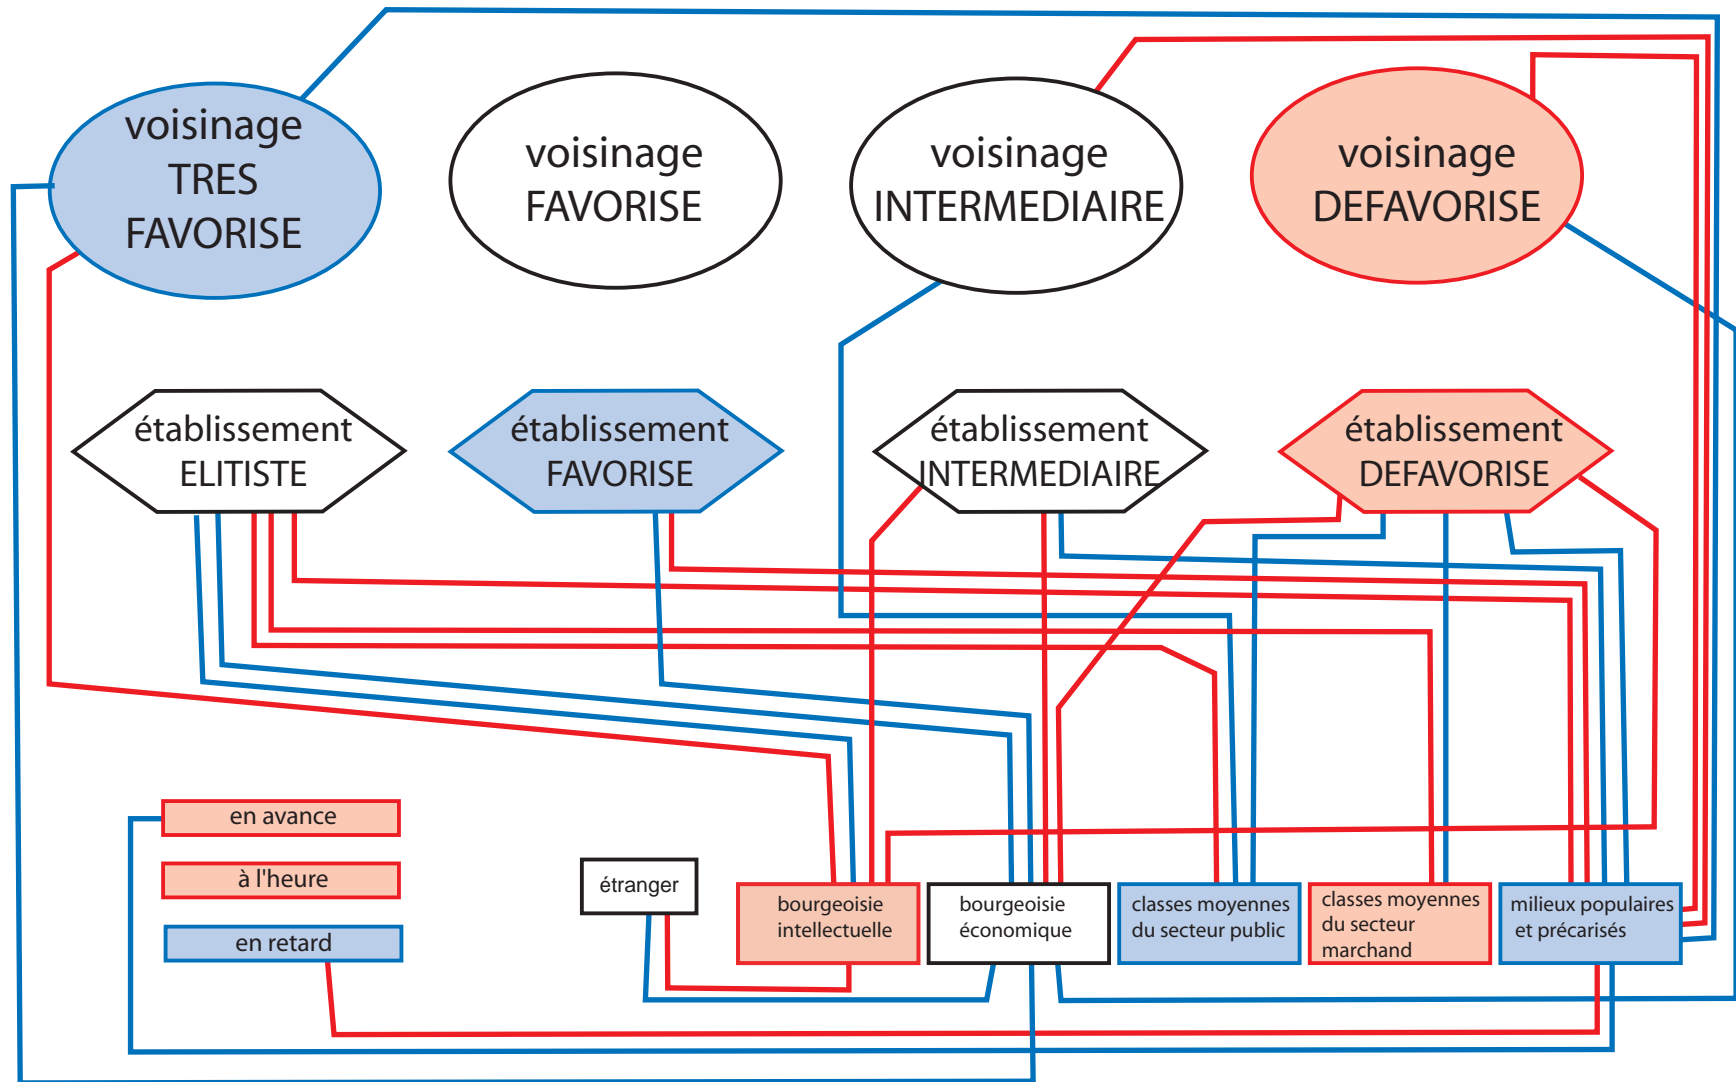 voisinage
TRES
FAVORISE
voisinage
FAVORISE
voisinage
INTERMEDIAIRE
voisinage
DEFAVORISE
établissement
ELITISTE
établissement
FAVORISE
établissement
INTERMEDIAIRE
établissement
DEFAVORISE
en avance
à l'heure
en retard
étranger
bourgeoisie
intellectuelle
bourgeoisie
économique
classes moyennes
du secteur public
classes moyennes
du secteur
marchand
milieux populaires
et précarisés